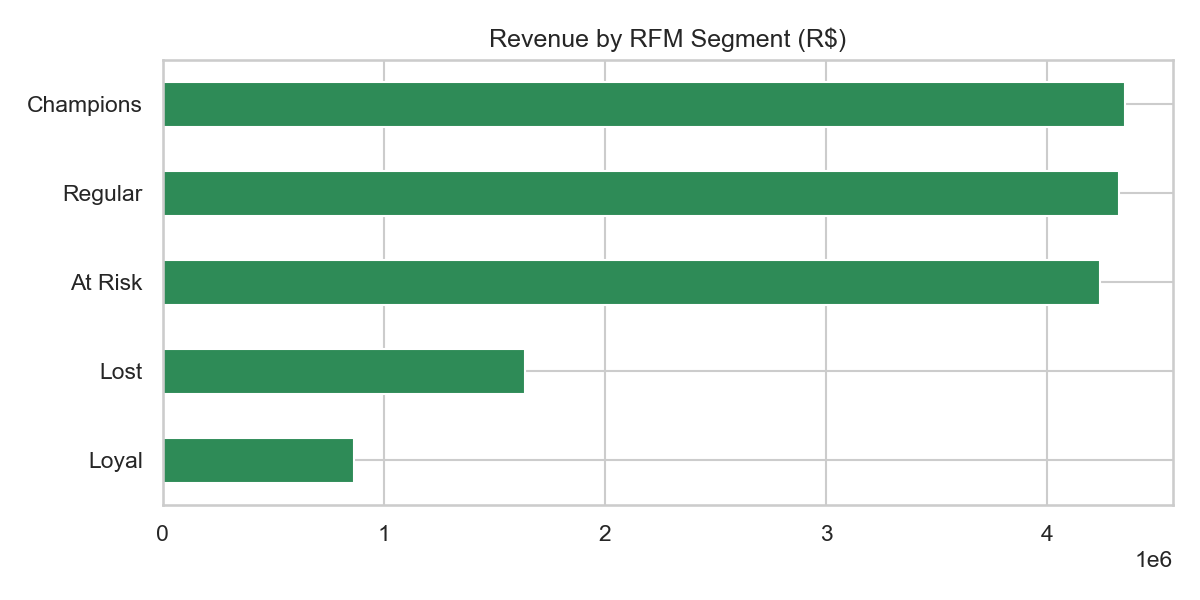 Revenue by RFM Segment (R$)
Champions
Regular
At Risk
Lost
Loyal
0 1 2 3 4
1e6